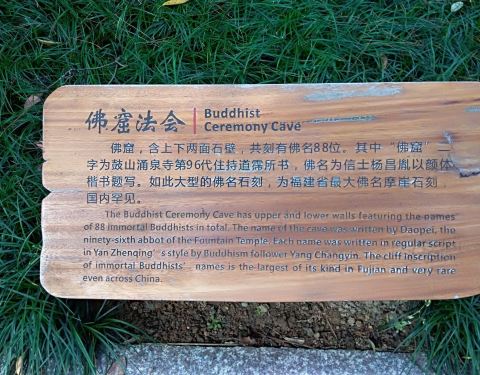 佛窟法会
Buddhist
Ceremony Cave
佛窟，含上下两面石壁，共刻有佛名88位。其中“佛窟”二
字为鼓山涌泉寺第96代住持道霈所书，佛名为信士杨昌胤以颜体
楷书题写。如此大型的佛名石刻，为福建省最大佛名摩崖石刻，
国内罕见。
The Buddhist Ceremony Cave has upper and lower walls featuring the names
of 88 immortal Buddhists in total. The name of the cave was written by Daopei, the
ninety-sixth abbot of the Fountain Temple. Each name was written in regular script
in Yan Zhenqing’s style by Buddhism follower Yang Changyin. The cliff inscription
of immortal Buddhists’ names is the largest of its kind in Fujian and very rare
even across China.